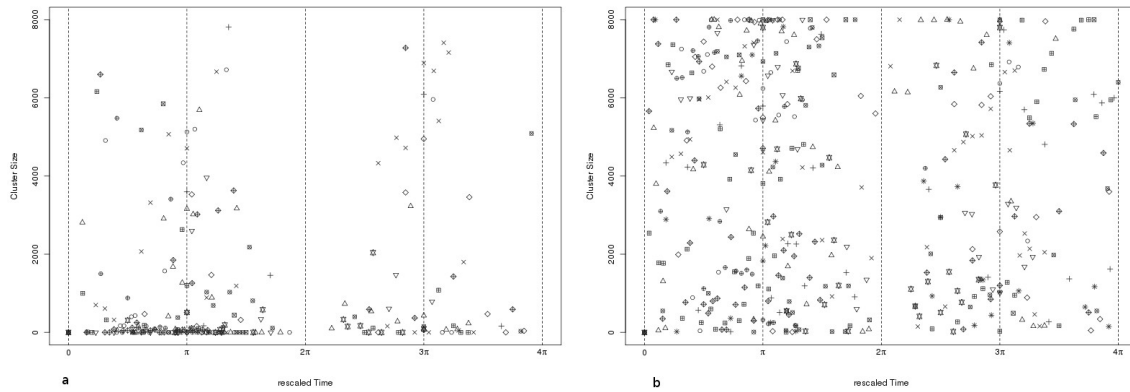 8000
6000
4000
2000
0
Cluster Size
0
π
2π
3π
4π
a
rescaled Time
8000
6000
4000
2000
0
Cluster Size
0
π
2π
3π
4π
b
rescaled Time